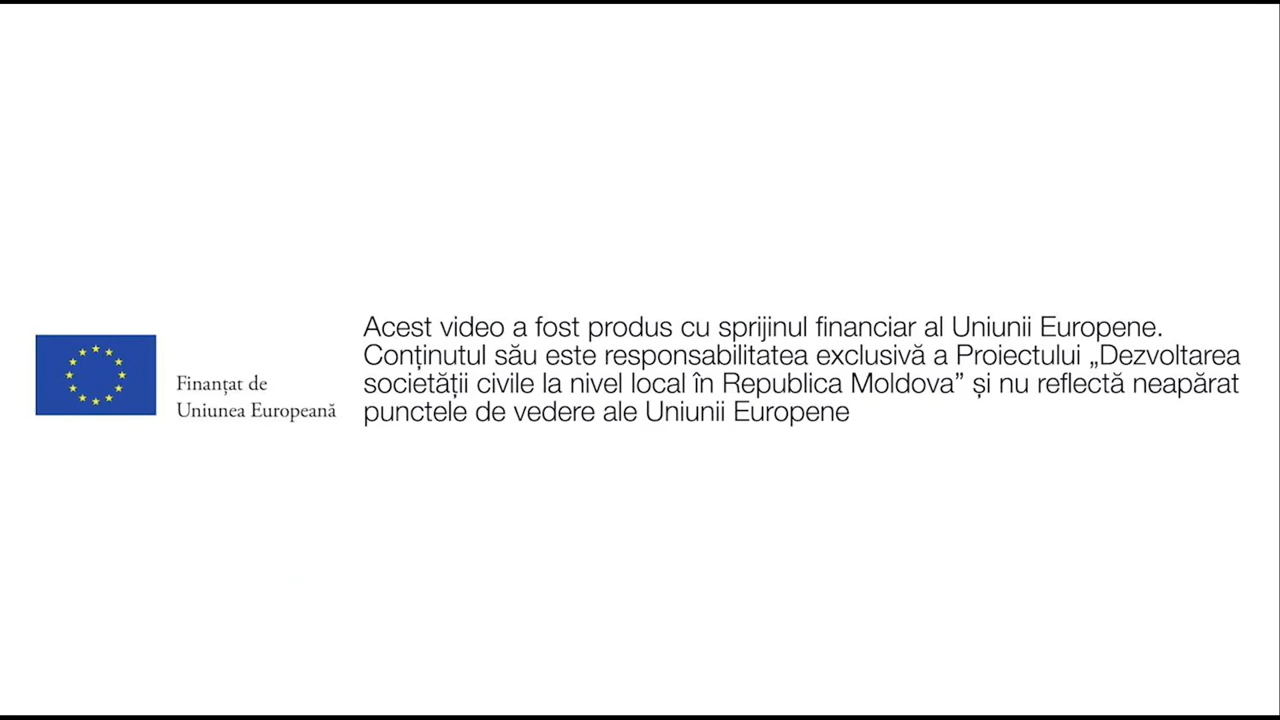 Finanțat de
Uniunea Europeană
Acest video a fost produs cu sprijinul financiar al Uniunii Europene.
Conținutul său este responsabilitatea exclusivă a Proiectului „Dezvoltarea
societății civile la nivel local în Republica Moldova” și nu reflectă neapărat
punctele de vedere ale Uniunii Europene